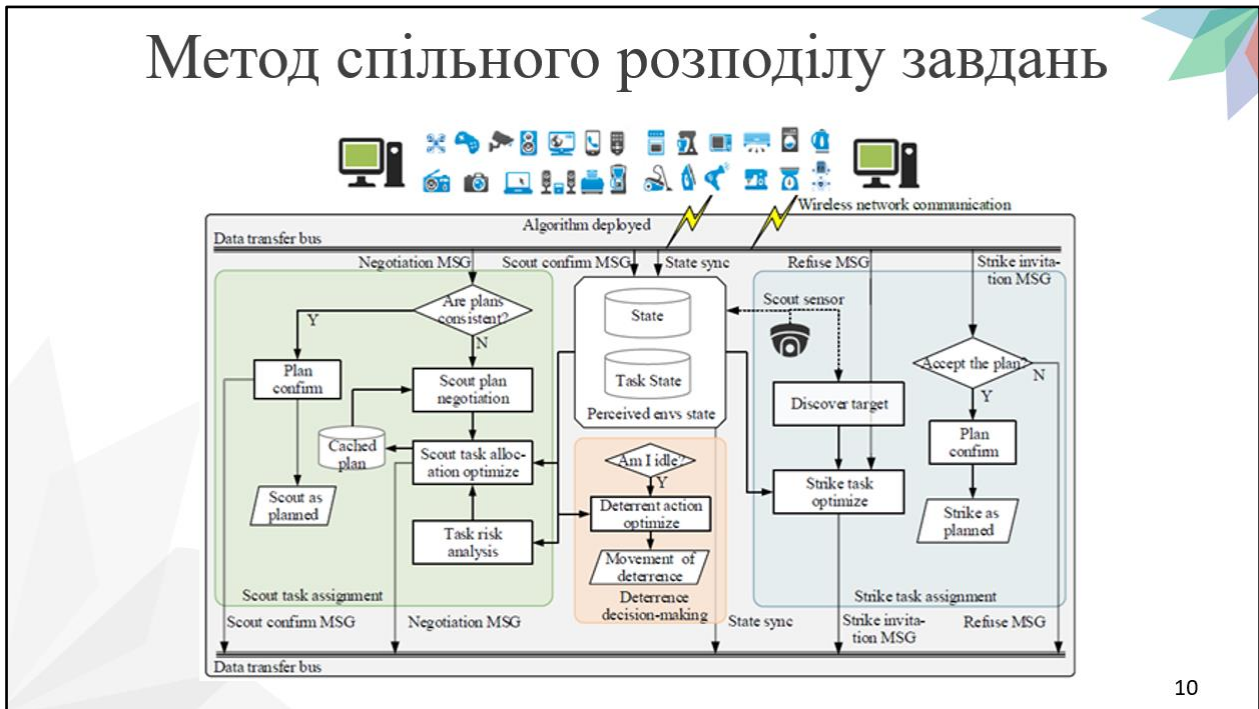 Метод спільного розподілу завдань
Wireless network communication
Algorithm deployed
Data transfer bus
Negotiation MSG
Scout confirm MSG
State sync
Refuse MSG
Strike invita-
tion MSG
Are plans
consistent?
Y
N
Plan
confirm
Scout plan
negotiation
Cached
plan
Scout task alloc-
ation optimize
Scout as
planned
Task risk
analysis
Scout task assignment
State
Task State
Perceived envs state
Am I idle?
Y
Deterrent action
optimize
Movement of
deterrence
Deterrence
decision-making
Scout sensor
Discover target
Strike task
optimize
Accept the plan?
N
Y
Plan
confirm
Strike as
planned
Strike task assignment
Scout confirm MSG
Negotiation MSG
State sync
Strike invita-
tion MSG
Refuse MSG
Data transfer bus
10